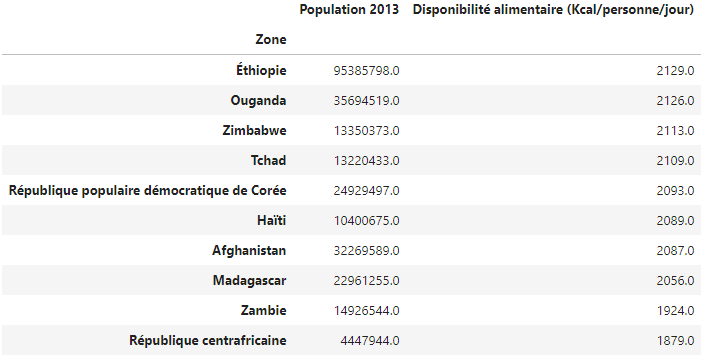 Population 2013 Disponibilité alimentaire (Kcal/personne/jour)
Zone
Éthiopie 95385798.0 2129.0
Ouganda 35694519.0 2126.0
Zimbabwe 13350373.0 2113.0
Tchad 13220433.0 2109.0
République populaire démocratique de Corée 24929497.0 2093.0
Haïti 10400675.0 2089.0
Afghanistan 32269589.0 2087.0
Madagascar 22961255.0 2056.0
Zambie 14926544.0 1924.0
République centrafricaine 4447944.0 1879.0